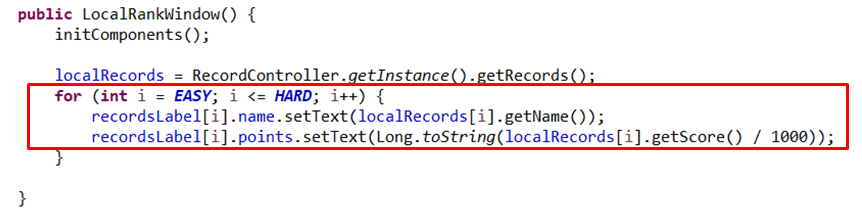 public LocalRankWindow() {
initComponents();
localRecords = RecordController.getInstance().getRecords();
for (int i = EASY; i <= HARD; i++) {
recordsLabel[i].name.setText(localRecords[i].getName());
recordsLabel[i].points.setText(Long.toString(localRecords[i].getScore() / 1000));
}
}